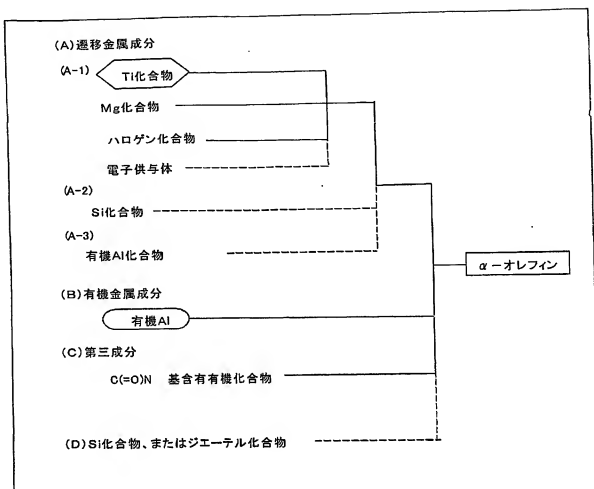 (A)遷移金属成分
(A-1)
Ti化合物
Mg化合物
ハロゲン化合物
電子供与体
(A-2)
Si化合物
(A-3)
有機Al化合物
α-オレフィン
(B)有機金属成分
有機Al
(C)第三成分
C(=O)N 基含有有機化合物
(D)Si化合物、またはジエーテル化合物